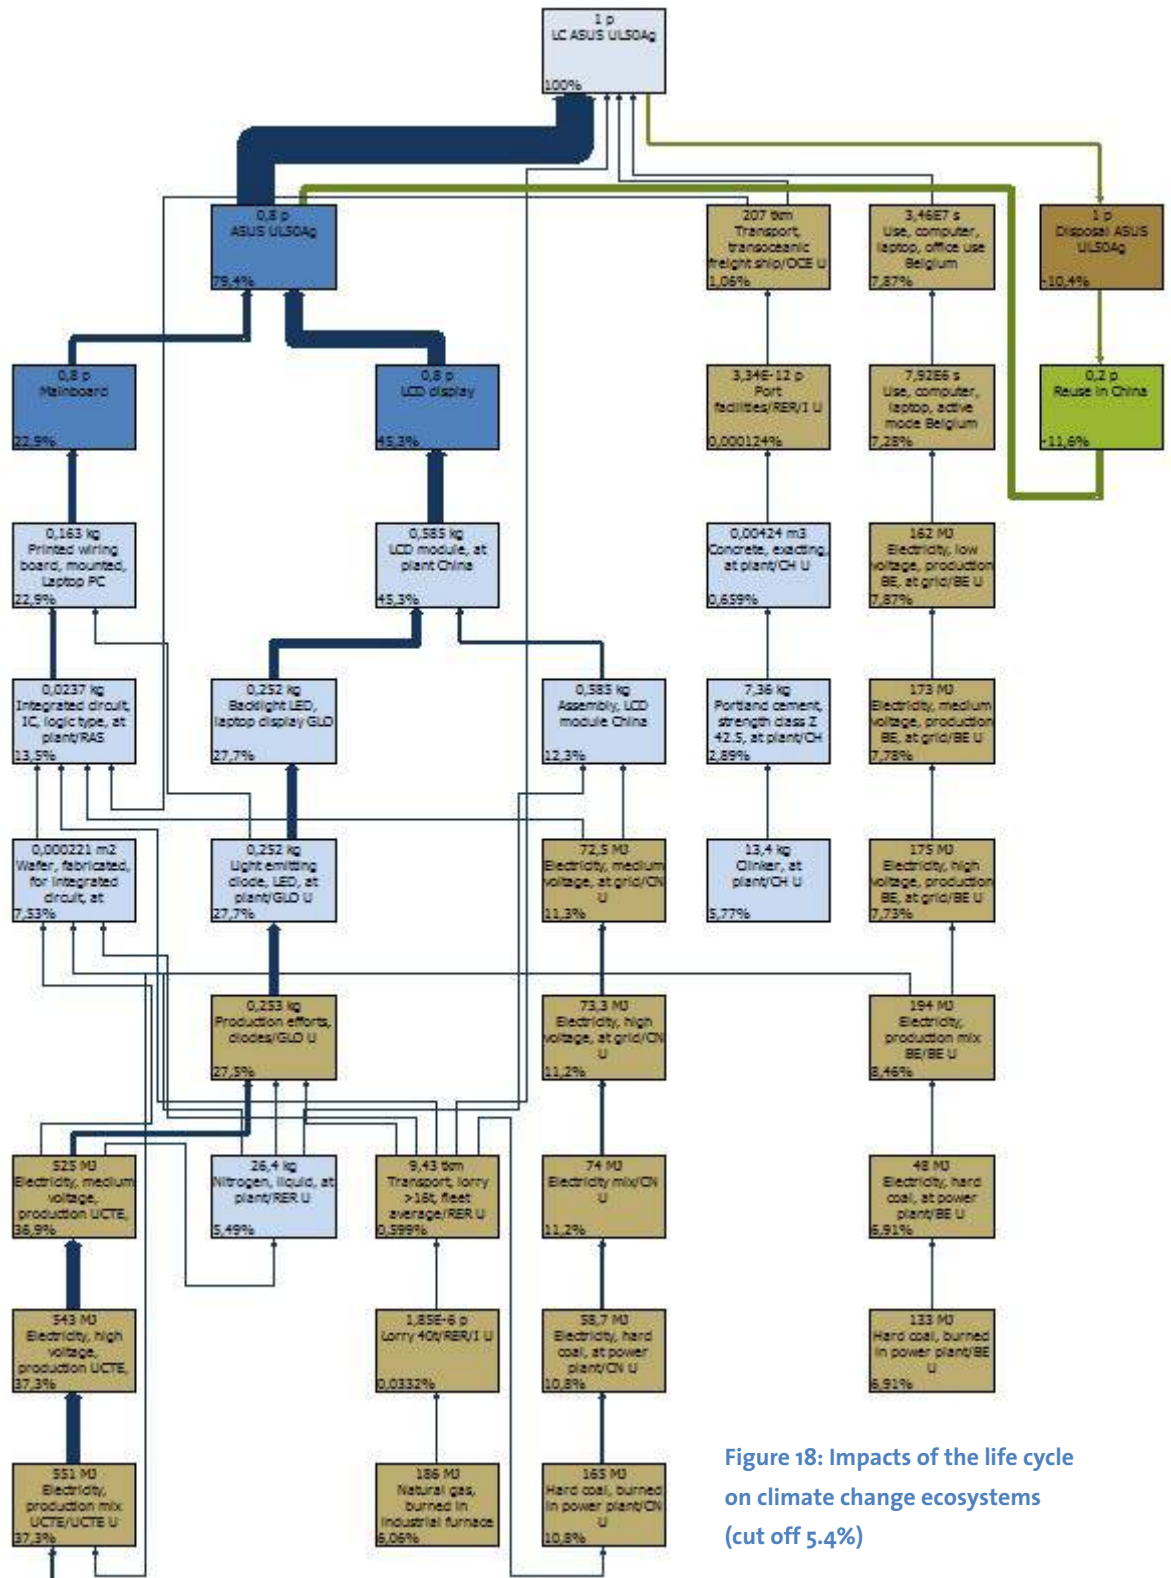 1 p
LC ASUS UL50Ag
100%
0,8 p
ASUS UL50Ag
79,4%
207 tkm
Transport,
transoceanic
freight ship/OCE U
1,06%
3,46E7 s
Use, computer,
laptop, office use
Belgium
7,87%
1 p
Disposal ASUS
UL50Ag
-10,4%
0,8 p
Mainboard
22,9%
0,8 p
LCD display
45,3%
3,34E-12 p
Port
facilities/RER/I U
0,000124%
7,92E6 s
Use, computer,
laptop, active
mode Belgium
7,28%
0,2 p
Reuse in China
-11,6%
0,163 kg
Printed wiring
board, mounted,
Laptop PC
22,9%
0,585 kg
LCD module, at
plant China
45,3%
0,00424 m3
Concrete, exacting,
at plant/CH U
0,659%
162 MJ
Electricity, low
voltage, production
BE, at grid/BE U
7,87%
0,0237 kg
Integrated circuit,
IC, logic type, at
plant/RAS
13,5%
0,252 kg
Backlight LED,
laptop display GLO
27,7%
0,585 kg
Assembly, LCD
module China
12,3%
7,36 kg
Portland cement,
strength class Z
42.5, at plant/CH
2,89%
173 MJ
Electricity, medium
voltage, production
BE, at grid/BE U
7,78%
0,000221 m2
Wafer, fabricated,
for integrated
circuit, at
7,53%
0,252 kg
Light emitting
diode, LED, at
plant/GLO U
27,7%
72,5 MJ
Electricity, medium
voltage, at grid/CN
U
11,3%
13,4 kg
Clinker, at
plant/CH U
5,77%
175 MJ
Electricity, high
voltage, production
BE, at grid/BE U
7,73%
0,253 kg
Production efforts,
diodes/GLO U
27,5%
73,3 MJ
Electricity, high
voltage, at grid/CN
U
11,2%
194 MJ
Electricity,
production mix
BE/BE U
8,46%
525 MJ
Electricity, medium
voltage,
production UCTE,
36,9%
26,4 kg
Nitrogen, liquid, at
plant/RER U
5,49%
9,43 tkm
Transport, lorry
>16t, fleet
average/RER U
0,599%
74 MJ
Electricity mix/CN
U
11,2%
48 MJ
Electricity, hard
coal, at power
plant/BE U
6,91%
543 MJ
Electricity, high
voltage,
production UCTE,
37,3%
1,85E-6 p
Lorry 40t/RER/I U
0,0332%
58,7 MJ
Electricity, hard
coal, at power
plant/CN U
10,8%
133 MJ
Hard coal, burned
in power plant/BE
U
6,91%
551 MJ
Electricity,
production mix
UCTE/UCTE U
37,3%
186 MJ
Natural gas,
burned in
industrial furnace
6,06%
165 MJ
Hard coal, burned
in power plant/CN
U
10,8%
Figure 18: Impacts of the life cycle
on climate change ecosystems
(cut off 5.4%)